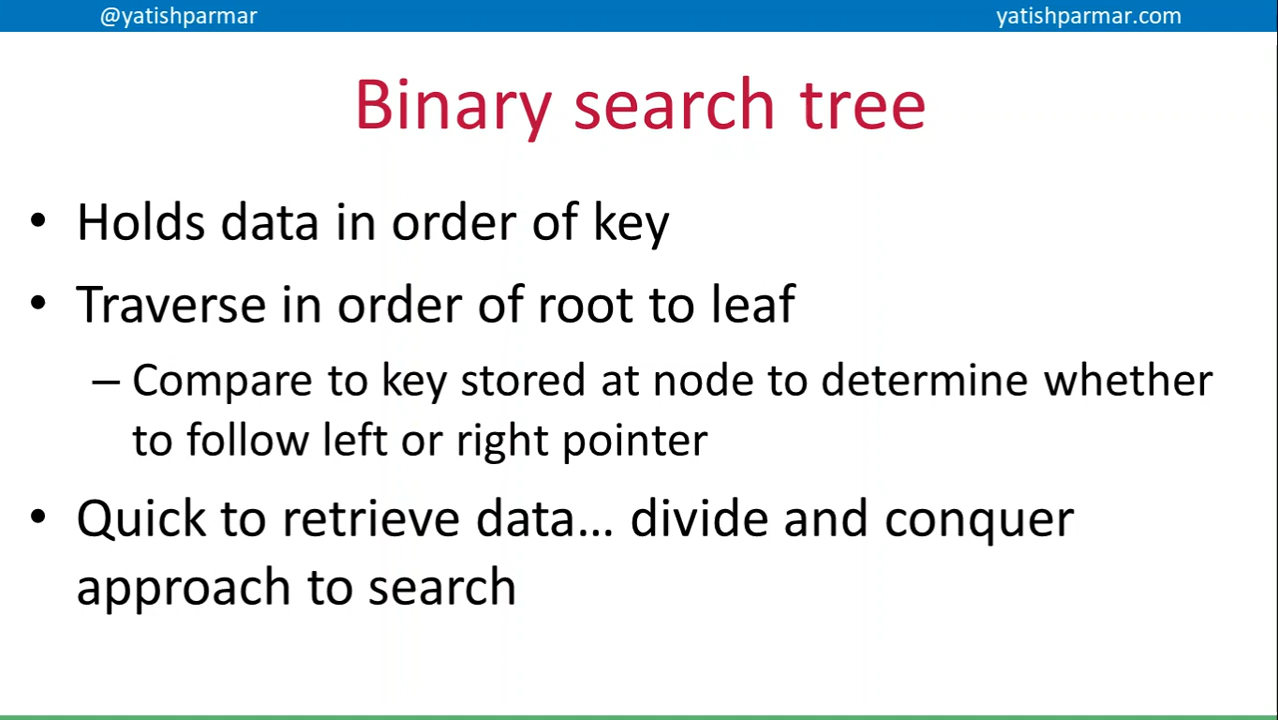 @yatishparmar
yatishparmar.com
Binary search tree
• Holds data in order of key
• Traverse in order of root to leaf
– Compare to key stored at node to determine whether
to follow left or right pointer
• Quick to retrieve data... divide and conquer
approach to search